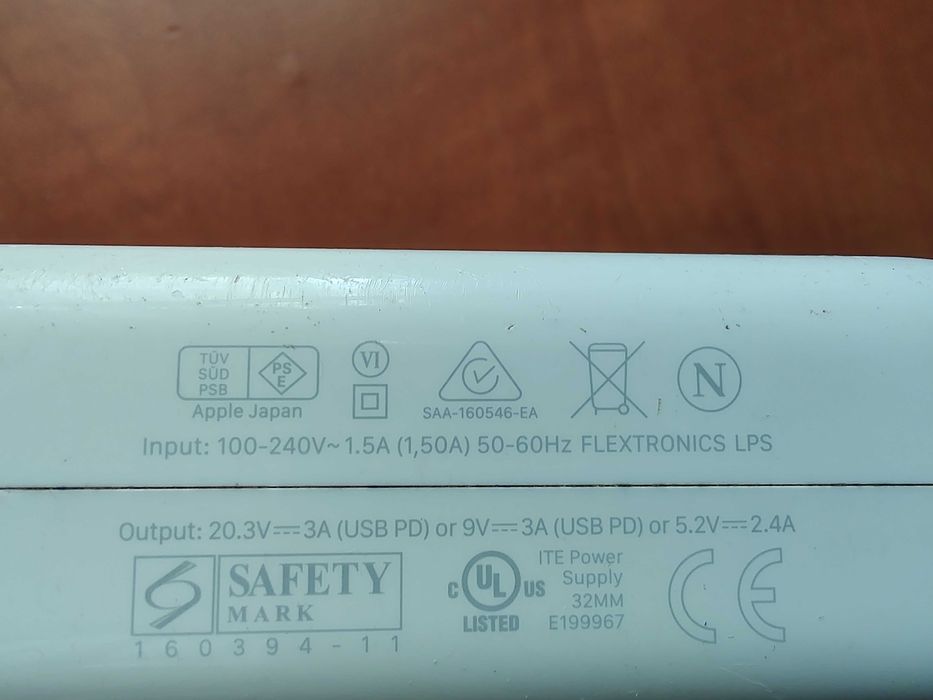 TÜV SÜD PSB
PS E
VI
Apple Japan
SAA-160546-EA
N
Input: 100-240V~1.5A (1,50A) 50-60Hz FLEXTRONICS LPS
Output: 20.3V⎓3A (USB PD) or 9V⎓3A (USB PD) or 5.2V⎓2.4A
SAFETY
MARK
160394-11
C UL US
LISTED
ITE Power
Supply
32MM
E199967
CE